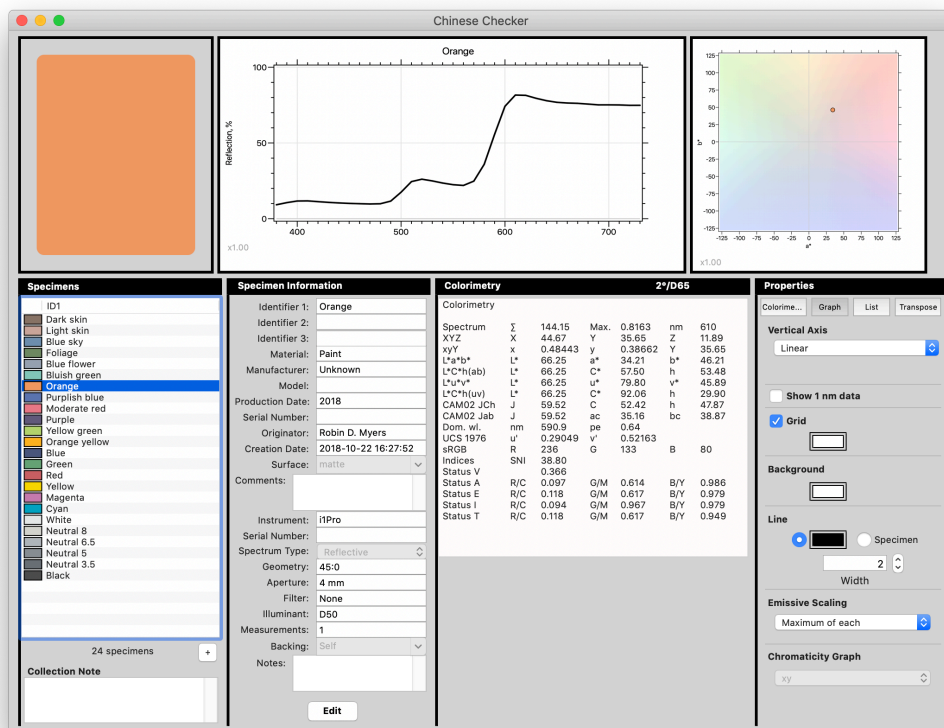 Chinese Checker
Orange
100
50
0
Reflection, %
400 500 600 700
x1.00
125
100
75
50
25
0
-25
-50
-75
-100
-125
b*
-125 -100 -75 -50 -25 0 25 50 75 100 125
a*
x1.00
Specimens
ID1
Dark skin
Light skin
Blue sky
Foliage
Blue flower
Bluish green
Orange
Purplish blue
Moderate red
Purple
Yellow green
Orange yellow
Blue
Green
Red
Yellow
Magenta
Cyan
White
Neutral 8
Neutral 6.5
Neutral 5
Neutral 3.5
Black
24 specimens +
Collection Note
Specimen Information
Identifier 1: Orange
Identifier 2:
Identifier 3:
Material: Paint
Manufacturer: Unknown
Model:
Production Date: 2018
Serial Number:
Originator: Robin D. Myers
Creation Date: 2018-10-22 16:27:52
Surface: matte
Comments:
Instrument: i1Pro
Serial Number:
Spectrum Type: Reflective
Geometry: 45:0
Aperture: 4 mm
Filter: None
Illuminant: D50
Measurements: 1
Backing: Self
Notes:
Edit
Colorimetry 2°/D65
Colorimetry
Spectrum Σ 144.15 Max. 0.8163 nm 610
XYZ X 44.67 Y 35.65 Z 11.89
xyY x 0.48443 y 0.38662 Y 35.65
L*a*b* L* 66.25 a* 34.21 b* 46.21
L*C*h(ab) L* 66.25 C* 57.50 h 53.48
L*u*v* L* 66.25 u* 79.80 v* 45.89
L*C*h(uv) L* 66.25 C* 92.06 h 29.90
CAM02 JCh J 59.52 C 52.42 h 47.87
CAM02 Jab J 59.52 ac 35.16 bc 38.87
Dom. wl. nm 590.9 pe 0.64
UCS 1976 u' 0.29049 v' 0.52163
sRGB R 236 G 133 B 80
Indices SNI 38.80
Status V 0.366
Status A R/C 0.097 G/M 0.614 B/Y 0.986
Status E R/C 0.118 G/M 0.617 B/Y 0.979
Status I R/C 0.094 G/M 0.967 B/Y 0.979
Status T R/C 0.118 G/M 0.617 B/Y 0.949
Properties
Colorime... Graph List Transpose
Vertical Axis
Linear
Show 1 nm data
Grid
Background
Line
Specimen
2
Width
Emissive Scaling
Maximum of each
Chromaticity Graph
xy